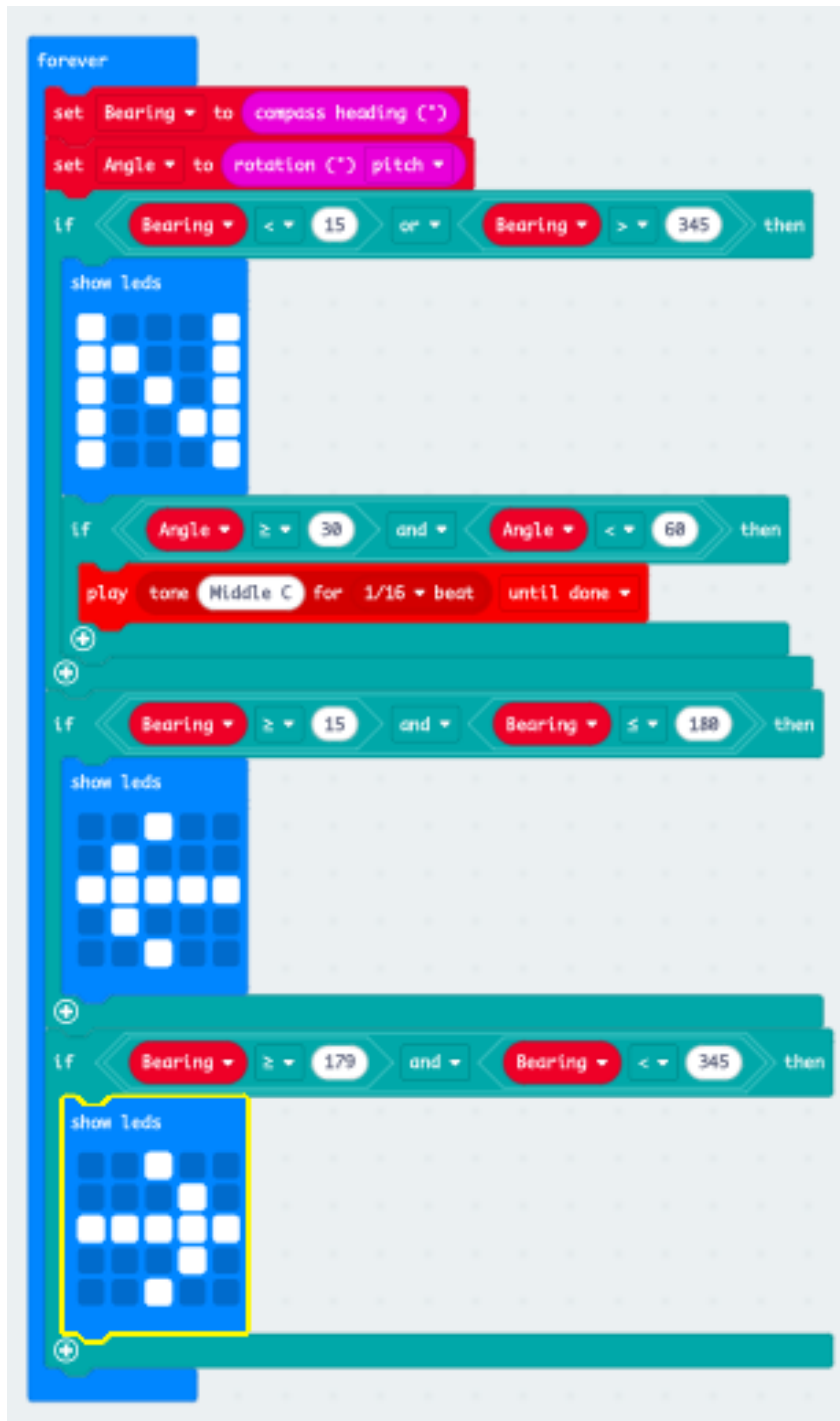 forever
set Bearing to compass heading (°)
set Angle to rotation (°) pitch
if Bearing < 15 or Bearing > 345 then
show leds
if Angle ≥ 30 and Angle < 60 then
play tone Middle C for 1/16 beat until done
if Bearing ≥ 15 and Bearing ≤ 180 then
show leds
if Bearing ≥ 179 and Bearing < 345 then
show leds